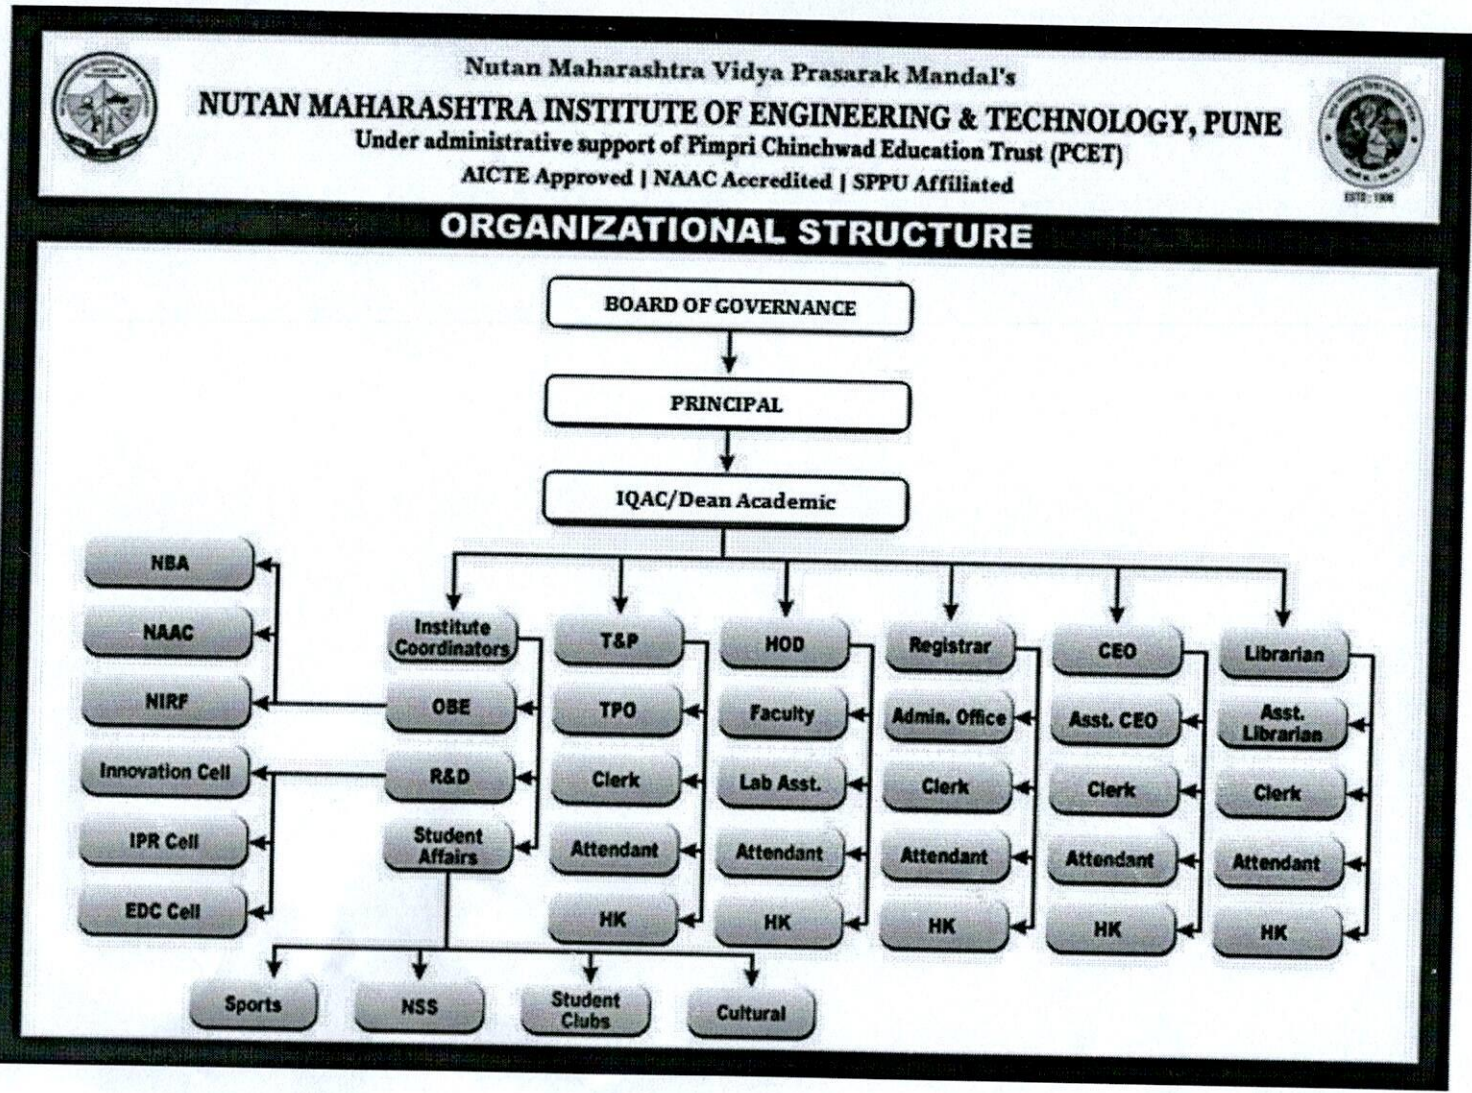 Nutan Maharashtra Vidya Prasarak Mandal's
NUTAN MAHARASHTRA INSTITUTE OF ENGINEERING & TECHNOLOGY, PUNE
Under administrative support of Pimpri Chinchwad Education Trust (PCET)
AICTE Approved | NAAC Accredited | SPPU Affiliated
ESTD : 1906
ORGANIZATIONAL STRUCTURE
BOARD OF GOVERNANCE
PRINCIPAL
IQAC/Dean Academic
NBA
NAAC
NIRF
Innovation Cell
IPR Cell
EDC Cell
Institute
Coordinators
OBE
R&D
Student
Affairs
T&P
TPO
Clerk
Attendant
HK
HOD
Faculty
Lab Asst.
Attendant
HK
Registrar
Admin. Office
Clerk
Attendant
HK
CEO
Asst. CEO
Clerk
Attendant
HK
Librarian
Asst.
Librarian
Clerk
Attendant
HK
Sports
NSS
Student
Clubs
Cultural